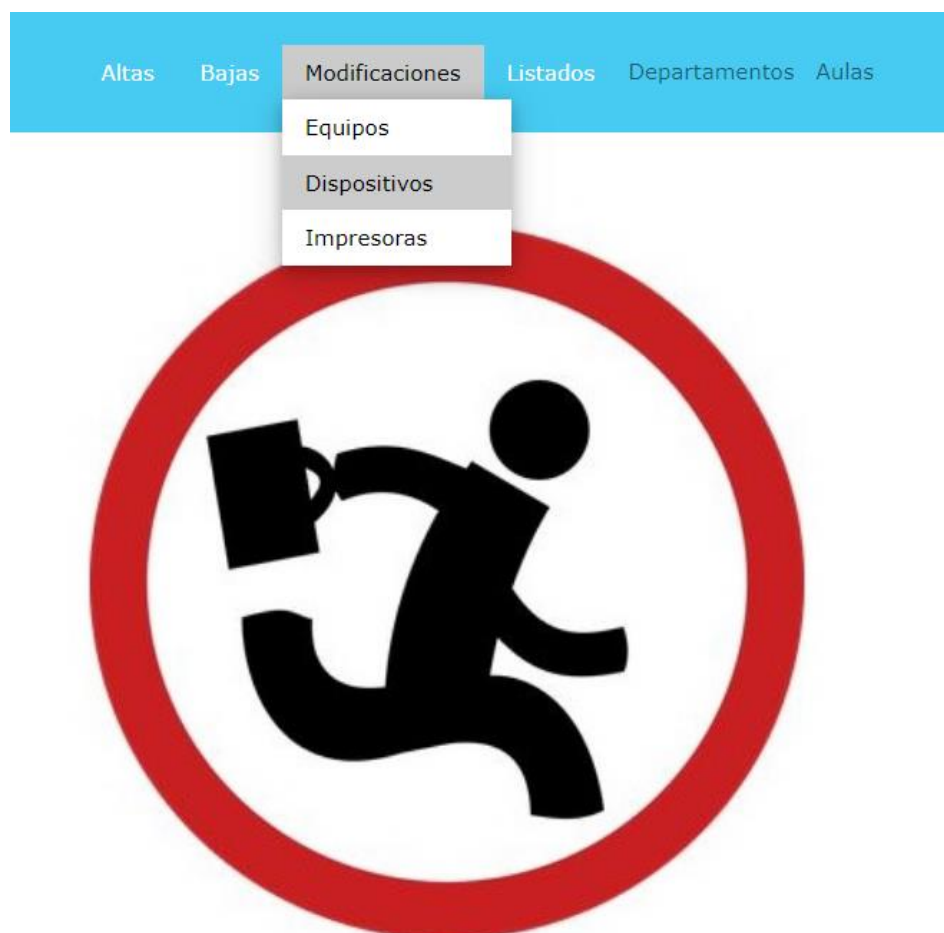 Altas Bajas Modificaciones Listados Departamentos Aulas
Equipos
Dispositivos
Impresoras